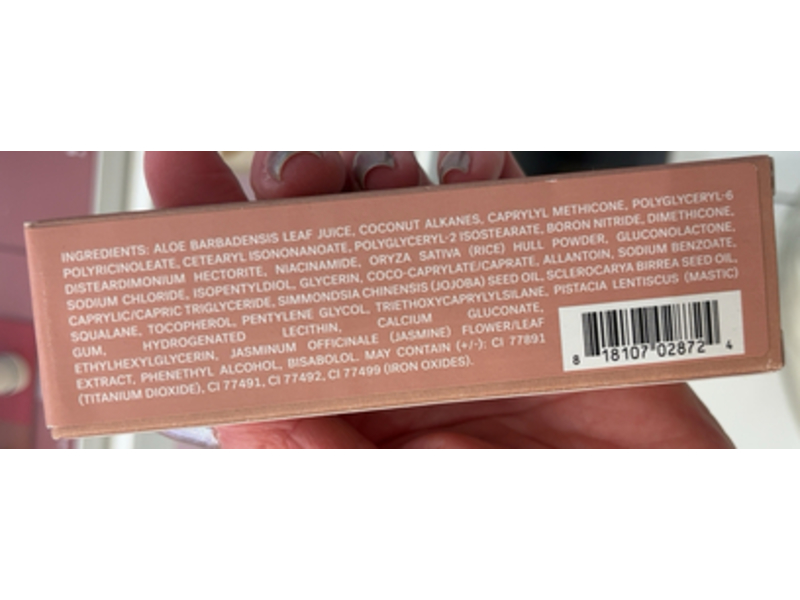 INGREDIENTS: ALOE BARBADENSIS LEAF JUICE, COCONUT ALKANES, CAPRYLYL METHICONE, POLYGLYCERYL-6
POLYRICINOLEATE, CETEARYL ISONONANOATE, POLYGLYCERYL-2 ISOSTEARATE, BORON NITRIDE, DIMETHICONE,
DISTEARDIMONIUM HECTORITE, NIACINAMIDE, ORYZA SATIVA (RICE) HULL POWDER, GLUCONOLACTONE,
SODIUM CHLORIDE, ISOPENTYLDIOL, GLYCERIN, COCO-CAPRYLATE/CAPRATE, ALLANTOIN, SODIUM BENZOATE,
CAPRYLIC/CAPRIC TRIGLYCERIDE, SIMMONDSIA CHINENSIS (JOJOBA) SEED OIL, SCLEROCARYA BIRREA SEED OIL,
SQUALANE, TOCOPHEROL, PENTYLENE GLYCOL, TRIETHOXYCAPRYLYLSILANE, PISTACIA LENTISCUS (MASTIC)
GUM, HYDROGENATED LECITHIN, CALCIUM GLUCONATE,
ETHYLHEXYLGLYCERIN, JASMINUM OFFICINALE (JASMINE) FLOWER/LEAF
EXTRACT, PHENETHYL ALCOHOL, BISABOLOL. MAY CONTAIN (+/-): CI 77891
(TITANIUM DIOXIDE), CI 77491, CI 77492, CI 77499 (IRON OXIDES).
8 18107 02872 4